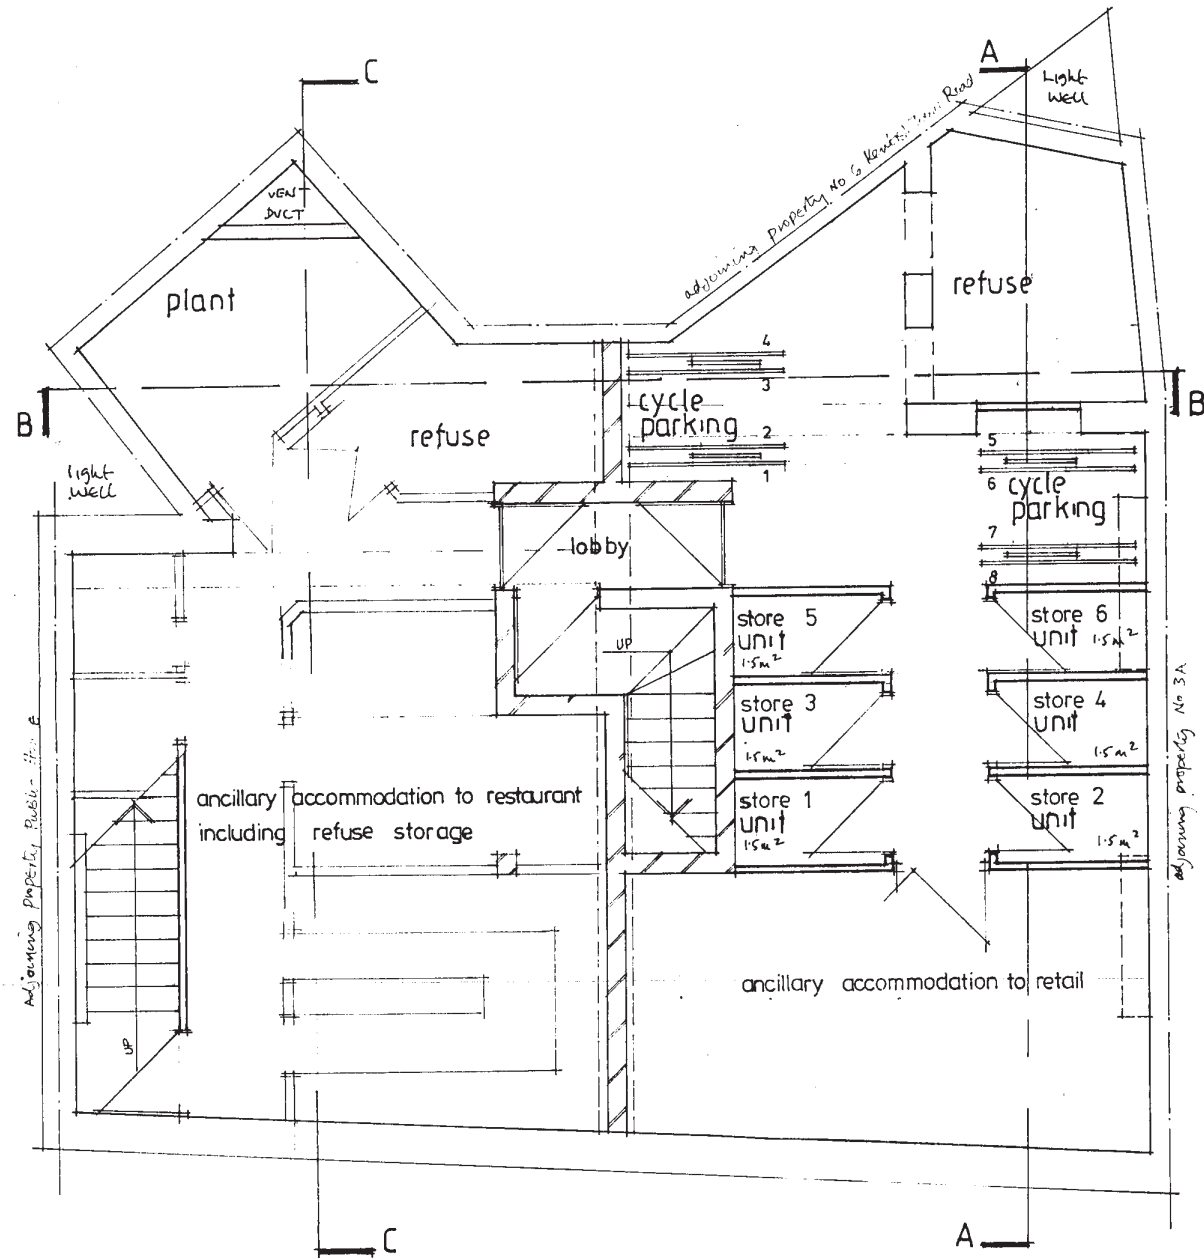 C
A
Light
WELL
VENT
DUCT
adjoining property No 6 Road
plant
refuse
4
3
cycle
parking
2
1
refuse
B
B
5
6
cycle
parking
7
8
light
WELL
lobby
UP
store 5
unit
1.5m²
store 6
unit 1.5m²
store 3
unit
1.5m²
store 4
unit
1.5m²
store 1
unit
1.5m²
store 2
unit
1.5m²
ancillary accommodation to restaurant
including refuse storage
Adjoining Property Public
adjoining property No 3A
UP
ancillary accommodation to retail
C
A